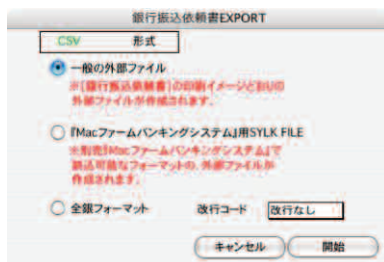 銀行振込依頼書EXPORT
CSV 形式
一般の外部ファイル
※[銀行振込依頼書]の印刷イメージどおりの
外部ファイルが作成されます。
『Macファームバンキングシステム』用SYLK FILE
※別売『Macファームバンキングシステム』で
読込可能なフォーマットの、外部ファイルが
作成されます。
全銀フォーマット 改行コード 改行なし
キャンセル 開始